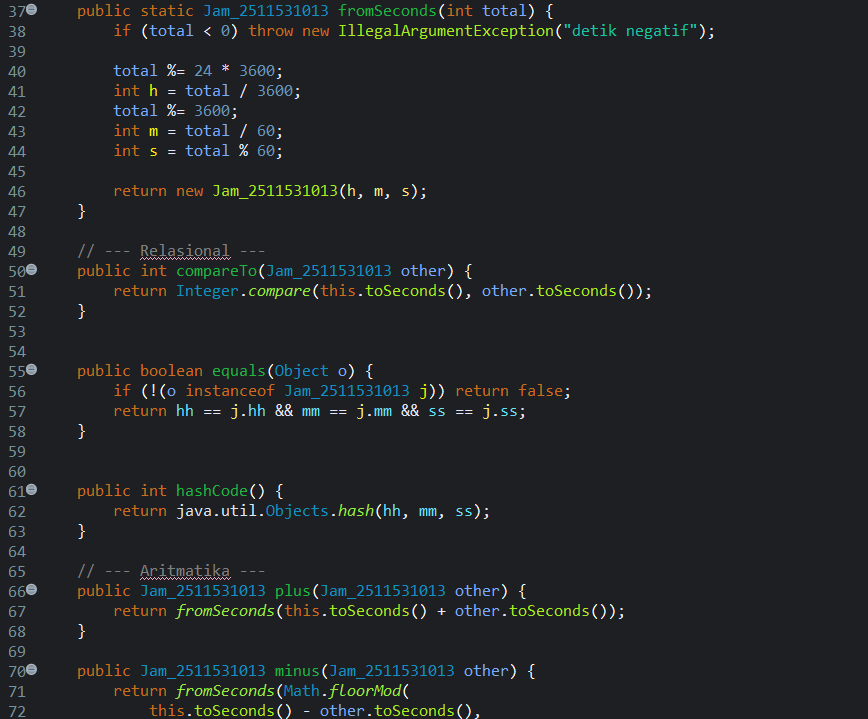 37 public static Jam_2511531013 fromSeconds(int total) {
38 if (total < 0) throw new IllegalArgumentException("detik negatif");
39
40 total %= 24 * 3600;
41 int h = total / 3600;
42 total %= 3600;
43 int m = total / 60;
44 int s = total % 60;
45
46 return new Jam_2511531013(h, m, s);
47 }
48
49 // --- Relasional ---
50 public int compareTo(Jam_2511531013 other) {
51 return Integer.compare(this.toSeconds(), other.toSeconds());
52 }
53
54
55 public boolean equals(Object o) {
56 if (!(o instanceof Jam_2511531013 j)) return false;
57 return hh == j.hh && mm == j.mm && ss == j.ss;
58 }
59
60
61 public int hashCode() {
62 return java.util.Objects.hash(hh, mm, ss);
63 }
64
65 // --- Aritmatika ---
66 public Jam_2511531013 plus(Jam_2511531013 other) {
67 return fromSeconds(this.toSeconds() + other.toSeconds());
68 }
69
70 public Jam_2511531013 minus(Jam_2511531013 other) {
71 return fromSeconds(Math.floorMod(
72 this.toSeconds() - other.toSeconds(),